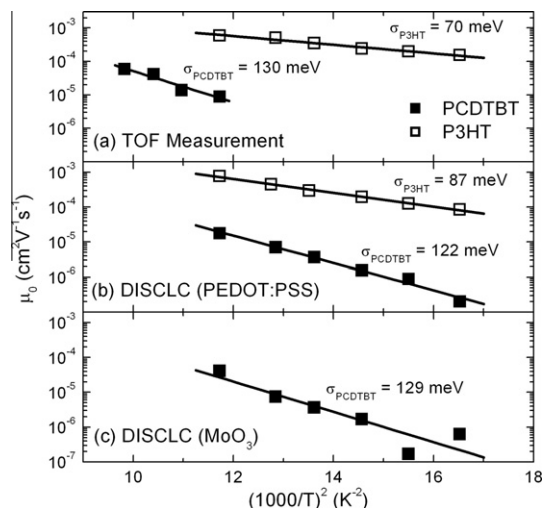 10⁻³
10⁻⁴
10⁻⁵
10⁻⁶
σP3HT = 70 meV
σPCDTBT = 130 meV
PCDTBT
P3HT
(a) TOF Measurement
10⁻³
10⁻⁴
10⁻⁵
10⁻⁶
σP3HT = 87 meV
σPCDTBT = 122 meV
(b) DISCLC (PEDOT:PSS)
μ₀ (cm²V⁻¹s⁻¹)
10⁻³
10⁻⁴
10⁻⁵
10⁻⁶
10⁻⁷
σPCDTBT = 129 meV
(c) DISCLC (MoO₃)
10 12 14 16 18
(1000/T)² (K⁻²)